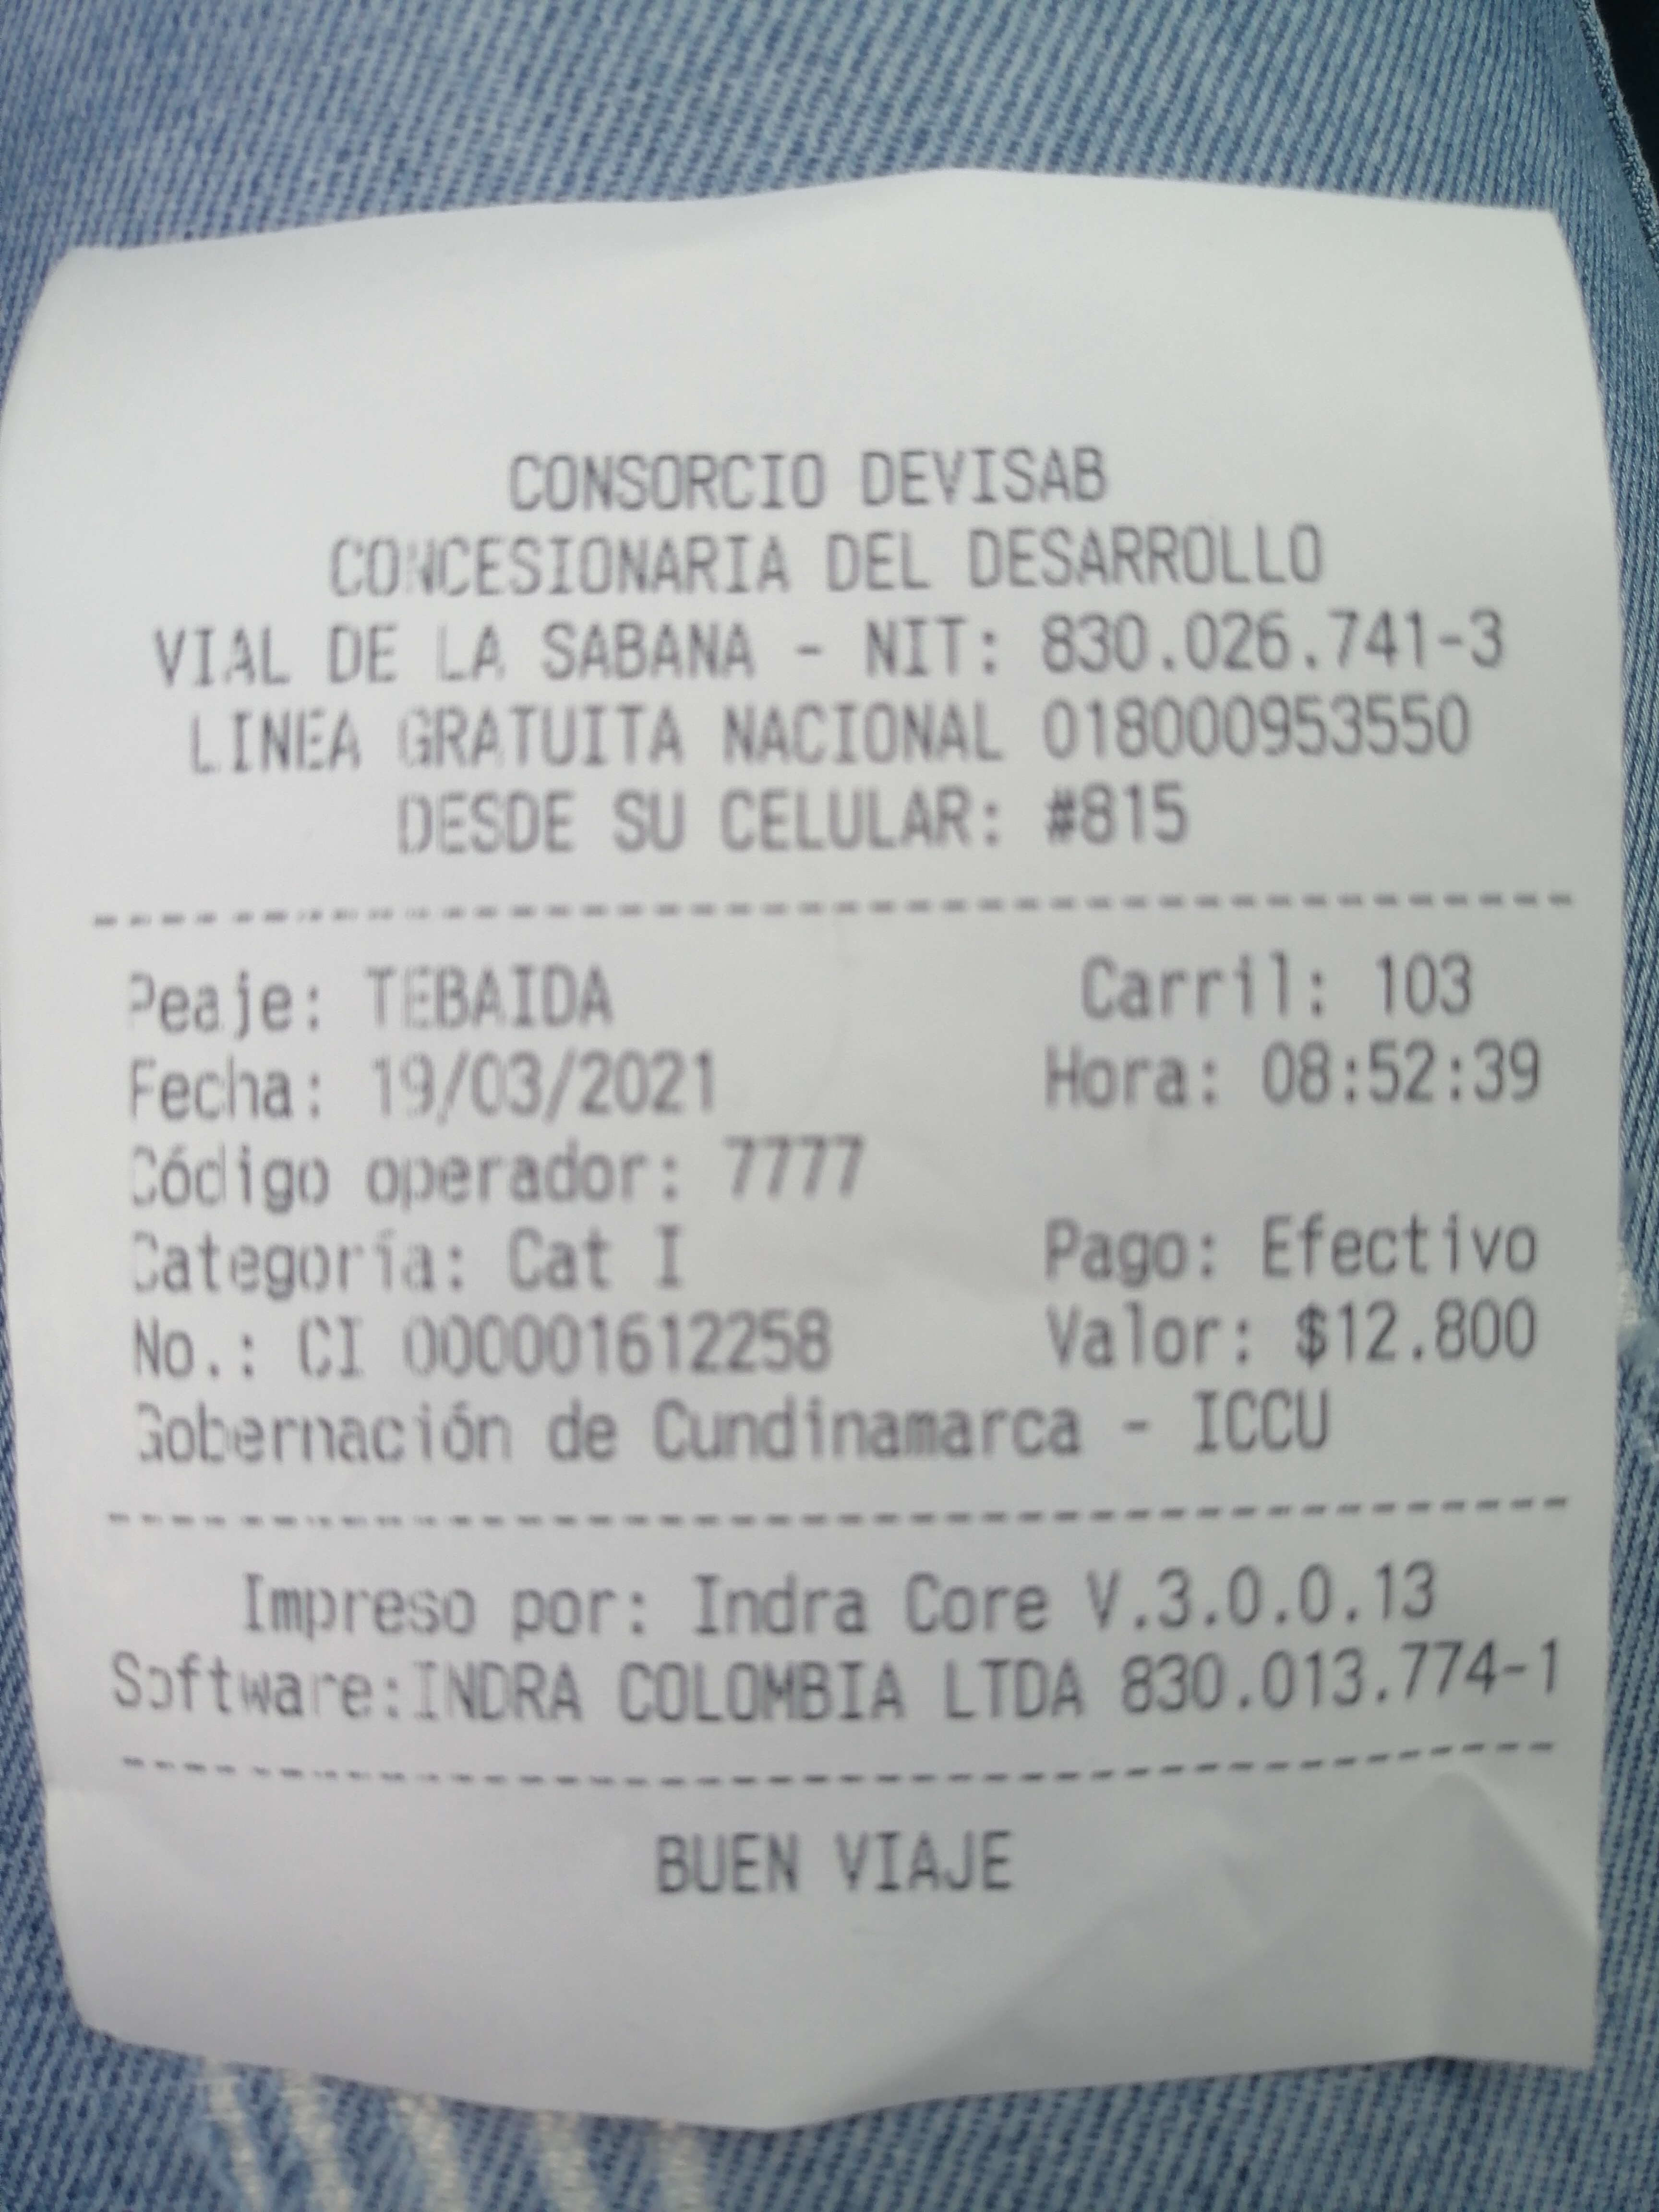 CONSORCIO DEVISAB
CONCESIONARIA DEL DESARROLLO
VIAL DE LA SABANA - NIT: 830.026.741-3
LINEA GRATUITA NACIONAL 018000953550
DESDE SU CELULAR: #815
Peaje: TEBAIDA Carril: 103
Fecha: 19/03/2021 Hora: 08:52:39
Código operador: 7777
Categoría: Cat I Pago: Efectivo
No.: CI 000001612258 Valor: $12.800
Gobernación de Cundinamarca - ICCU
Impreso por: Indra Core V.3.0.0.13
Software:INDRA COLOMBIA LTDA 830.013.774-1
BUEN VIAJE